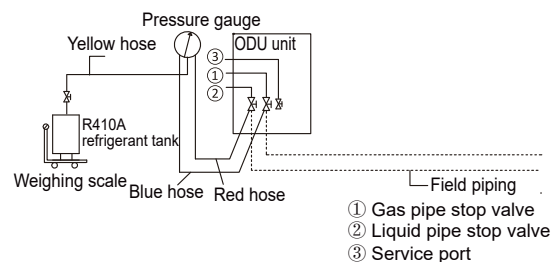 Pressure gauge
Yellow hose
ODU unit
③
①
②
R410A
refrigerant tank
Weighing scale
Blue hose
Red hose
Field piping
① Gas pipe stop valve
② Liquid pipe stop valve
③ Service port